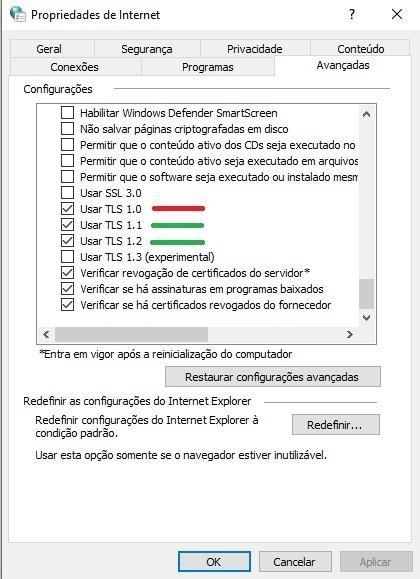 Propriedades de Internet
Geral Segurança Privacidade Conteúdo
Conexões Programas Avançadas
Configurações
Habilitar Windows Defender SmartScreen
Não salvar páginas criptografadas em disco
Permitir que o conteúdo ativo dos CDs seja executado no
Permitir que o conteúdo ativo seja executado em arquivos
Permitir que o software seja executado ou instalado mesm
Usar SSL 3.0
Usar TLS 1.0
Usar TLS 1.1
Usar TLS 1.2
Usar TLS 1.3 (experimental)
Verificar revogação de certificados do servidor*
Verificar se há assinaturas em programas baixados
Verificar se há certificados revogados do fornecedor
*Entra em vigor após a reinicialização do computador
Restaurar configurações avançadas
Redefinir as configurações do Internet Explorer
Redefinir configurações do Internet Explorer à
condição padrão.
Redefinir...
Usar esta opção somente se o navegador estiver inutilizável.
OK Cancelar Aplicar